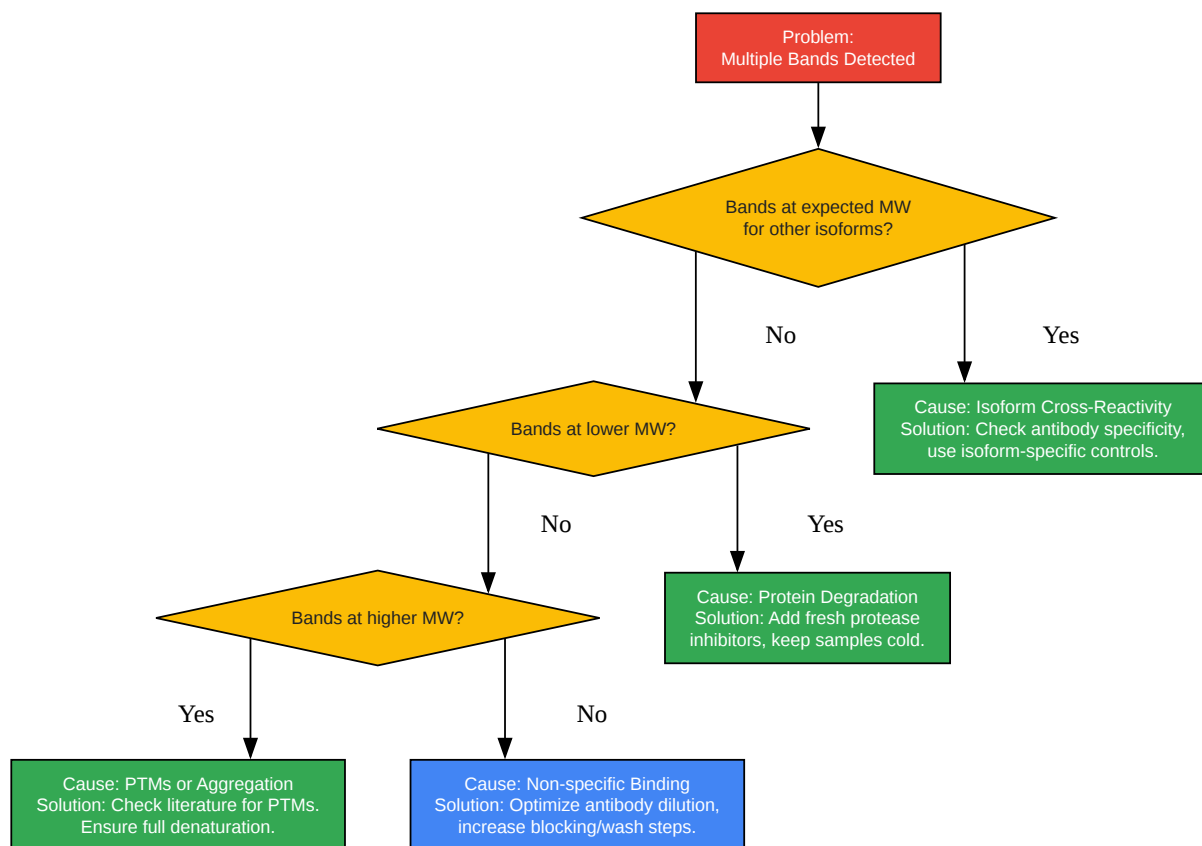 Problem:
Multiple Bands Detected
Bands at expected MW
for other isoforms?
No
Yes
Cause: Isoform Cross-Reactivity
Solution: Check antibody specificity,
use isoform-specific controls.
Bands at lower MW?
No
Yes
Cause: Protein Degradation
Solution: Add fresh protease
inhibitors, keep samples cold.
Bands at higher MW?
Yes
No
Cause: PTMs or Aggregation
Solution: Check literature for PTMs.
Ensure full denaturation.
Cause: Non-specific Binding
Solution: Optimize antibody dilution,
increase blocking/wash steps.